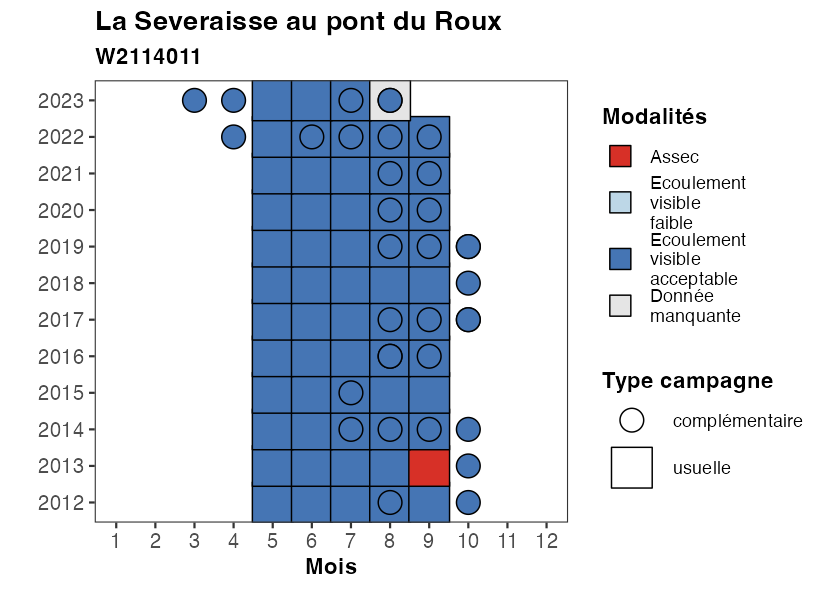 La Severaisse au pont du Roux
W2114011
2023
2022
2021
2020
2019
2018
2017
2016
2015
2014
2013
2012
1 2 3 4 5 6 7 8 9 10 11 12
Mois
Modalités
Assec
Ecoulement
visible
faible
Ecoulement
visible
acceptable
Donnée
manquante
Type campagne
complémentaire
usuelle